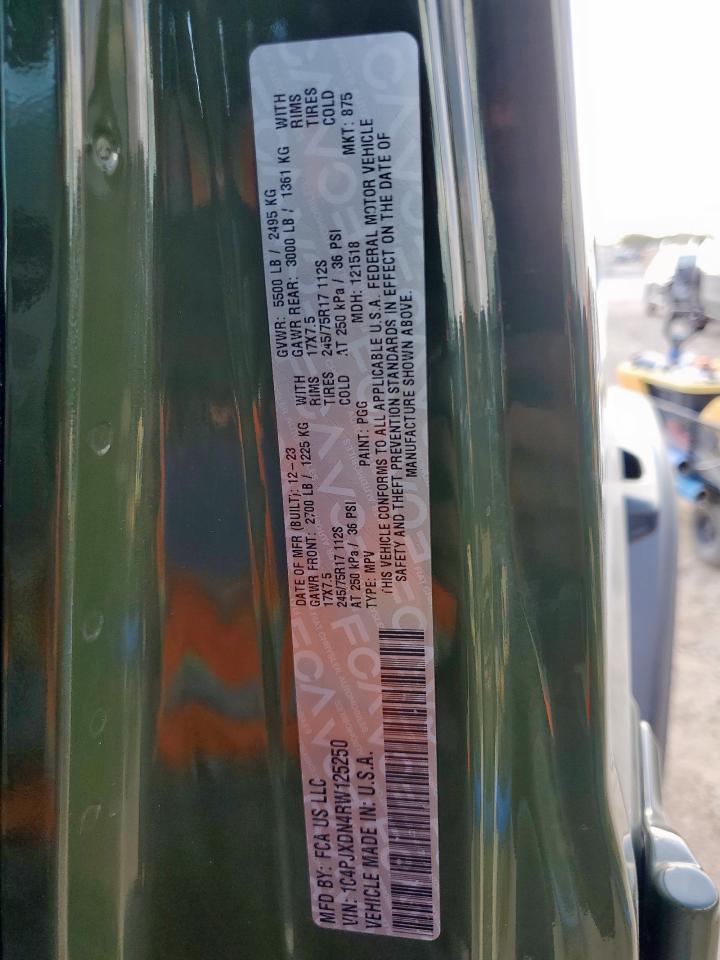 MFD BY: FCA US LLC
VIN: 1C4PJXDN4RW125250
VEHICLE MADE IN: U.S.A.
DATE OF MFR (BUILT): 12-23 GVWR: 5500 LB / 2495 KG
GAWR FRONT: 2700 LB / 1225 KG WITH GAWR REAR: 3000 LB / 1361 KG WITH
17X7.5 RIMS 17X7.5 RIMS
245/75R17 112S TIRES 245/75R17 112S TIRES
AT 250 kPa / 36 PSI COLD AT 250 kPa / 36 PSI COLD
TYPE: MPV PAINT: PGG MDH: 121518 MKT: 875
THIS VEHICLE CONFORMS TO ALL APPLICABLE U.S.A. FEDERAL MOTOR VEHICLE
SAFETY AND THEFT PREVENTION STANDARDS IN EFFECT ON THE DATE OF
MANUFACTURE SHOWN ABOVE.